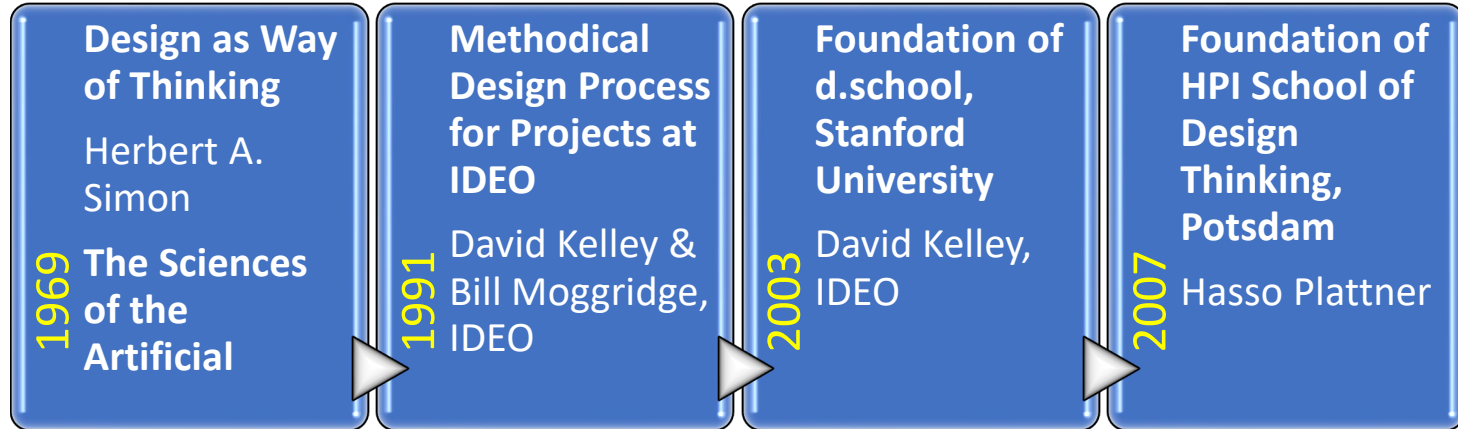 1969
Design as Way
of Thinking
Herbert A.
Simon
The Sciences
of the
Artificial
1991
Methodical
Design Process
for Projects at
IDEO
David Kelley &
Bill Moggridge,
IDEO
2003
Foundation of
d.school,
Stanford
University
David Kelley,
IDEO
2007
Foundation of
HPI School of
Design
Thinking,
Potsdam
Hasso Plattner